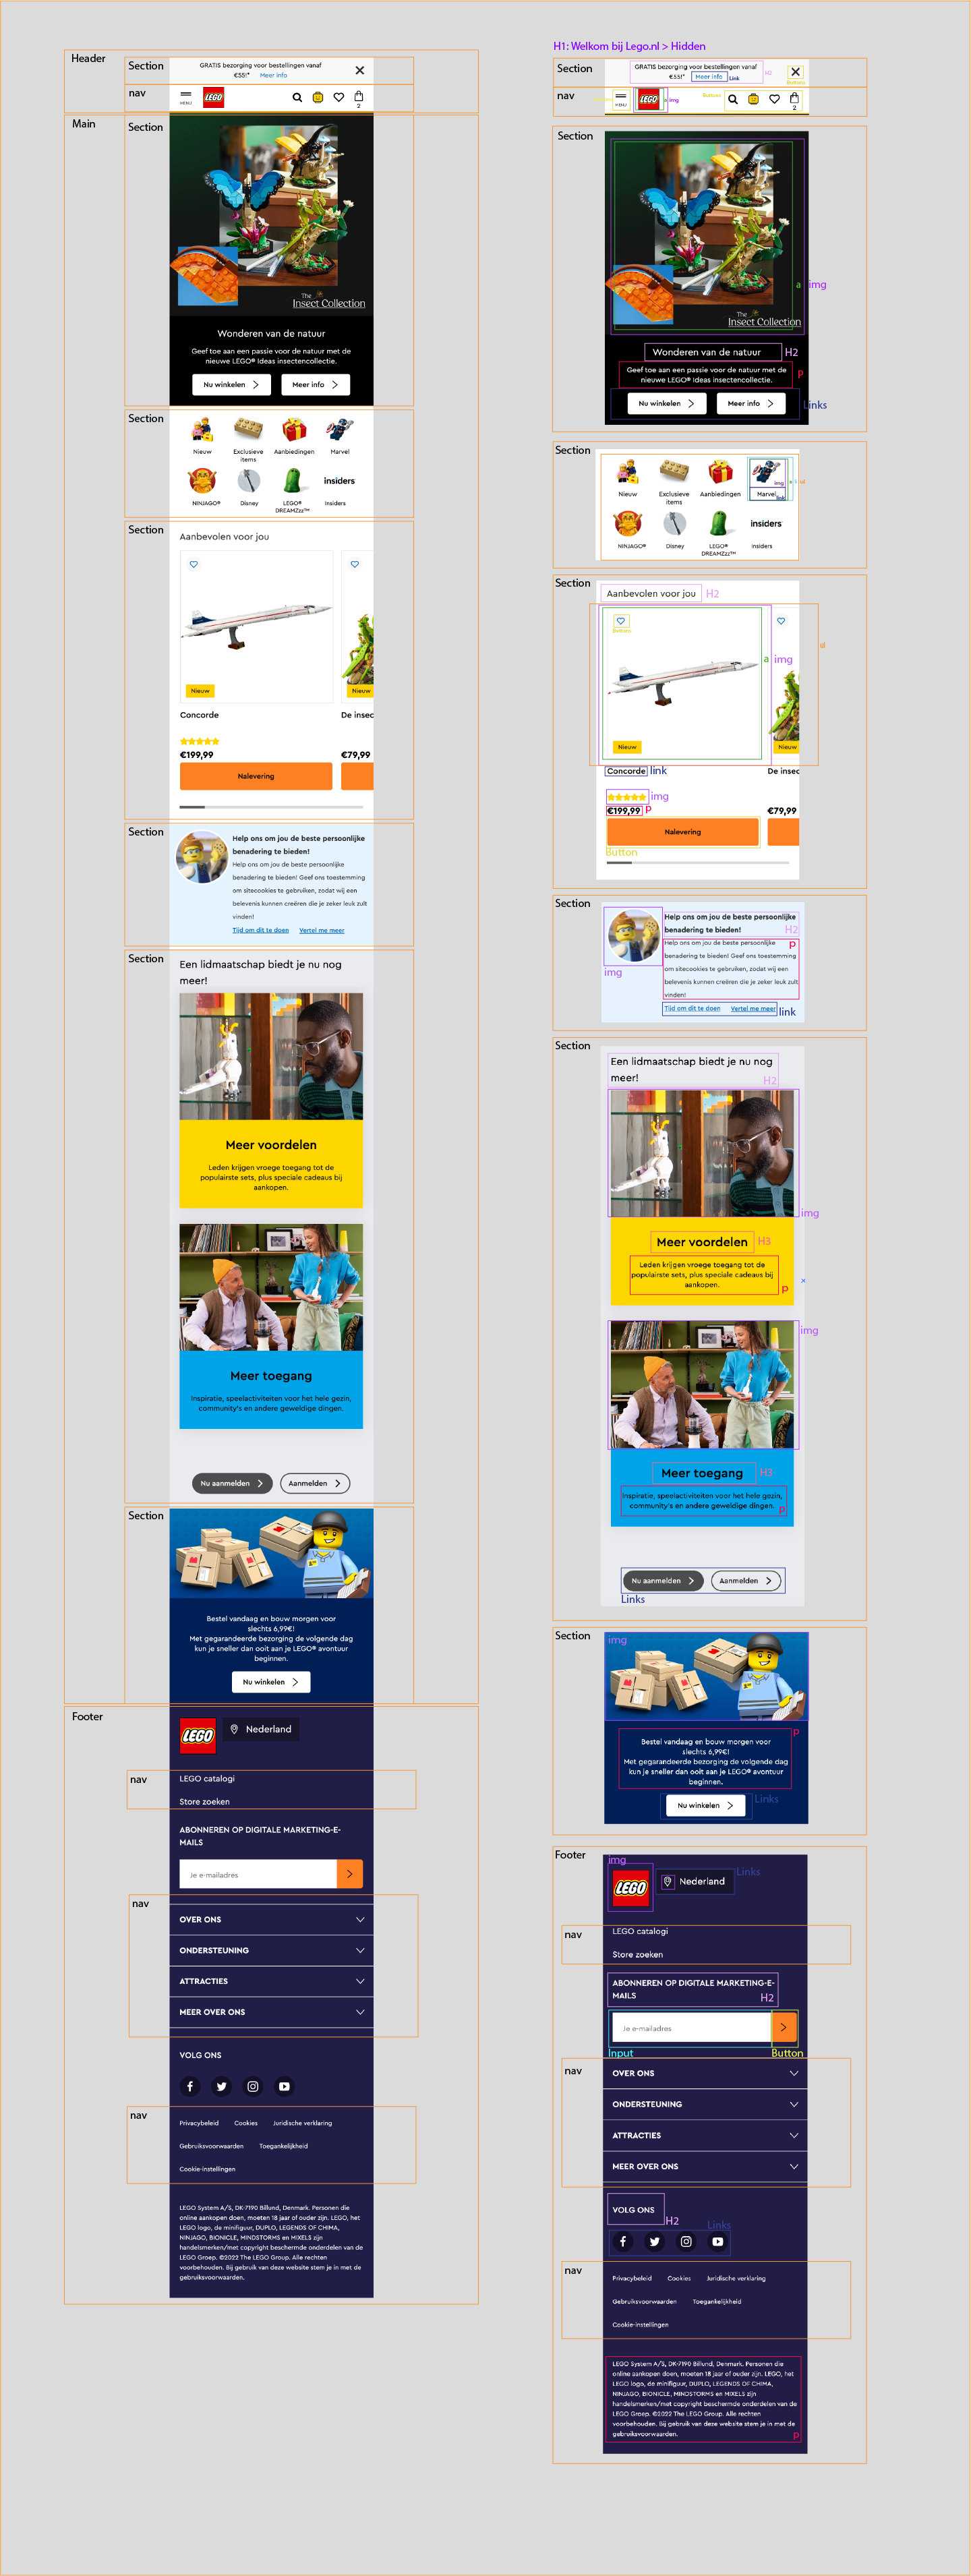 Header
Section
GRATIS bezorging voor bestellingen vanaf
€55!* Meer info
nav
MENU
LEGO
2
Main
Section
The
Insect Collection
Wonderen van de natuur
Geef toe aan een passie voor de natuur met de
nieuwe LEGO® Ideas insectencollectie.
Nu winkelen
Meer info
Section
Nieuw
Exclusieve
items
Aanbiedingen
Marvel
insiders
NINJAGO®
Disney
LEGO®
DREAMZzz™
Insiders
Section
Aanbevolen voor jou
Nieuw
Nieuw
Concorde
De insec
€199,99
€79,99
Nalevering
Section
Help ons om jou de beste persoonlijke
benadering te bieden!
Help ons om jou de beste persoonlijke
benadering te bieden! Geef ons toestemming
om sitecookies te gebruiken, zodat wij een
belevenis kunnen creëren die je zeker leuk zult
vinden!
Tijd om dit te doen
Vertel me meer
Section
Een lidmaatschap biedt je nu nog
meer!
Meer voordelen
Leden krijgen vroege toegang tot de
populairste sets, plus speciale cadeaus bij
aankopen.
Meer toegang
Inspiratie, speelactiviteiten voor het hele gezin,
community's en andere geweldige dingen.
Nu aanmelden
Aanmelden
Section
Bestel vandaag en bouw morgen voor
slechts 6,99€!
Met gegarandeerde bezorging de volgende dag
kun je sneller dan ooit aan je LEGO® avontuur
beginnen.
Nu winkelen
Footer
LEGO
Nederland
nav
LEGO catalogi
Store zoeken
ABONNEREN OP DIGITALE MARKETING-E-
MAILS
Je e-mailadres
nav
OVER ONS
ONDERSTEUNING
ATTRACTIES
MEER OVER ONS
VOLG ONS
nav
Privacybeleid
Cookies
Juridische verklaring
Gebruiksvoorwaarden
Toegankelijkheid
Cookie-instellingen
LEGO System A/S, DK-7190 Billund, Denmark. Personen die
online aankopen doen, moeten 18 jaar of ouder zijn. LEGO, het
LEGO logo, de minifiguur, DUPLO, LEGENDS OF CHIMA,
NINJAGO, BIONICLE, MINDSTORMS en MIXELS zijn
handelsmerken/met copyright beschermde onderdelen van de
LEGO Groep. ©2022 The LEGO Group. Alle rechten
voorbehouden. Bij gebruik van deze website stem je in met de
gebruiksvoorwaarden.
H1: Welkom bij Lego.nl > Hidden
Section
GRATIS bezorging voor bestellingen vanaf
€55!* Meer info
Link
H2
Buttons
nav
MENU
LEGO
a
img
Buttons
2
Section
The
Insect Collection
a
img
Wonderen van de natuur
H2
Geef toe aan een passie voor de natuur met de
nieuwe LEGO® Ideas insectencollectie.
p
Nu winkelen
Meer info
Links
Section
Nieuw
Exclusieve
items
Aanbiedingen
Marvel
img
link
ul
insiders
NINJAGO®
Disney
LEGO®
DREAMZzz™
Insiders
Section
Aanbevolen voor jou
H2
Buttons
ul
a
img
Nieuw
Nieuw
Concorde
link
De insec
img
€199,99
p
€79,99
Nalevering
Button
Section
Help ons om jou de beste persoonlijke
benadering te bieden!
H2
Help ons om jou de beste persoonlijke
p
benadering te bieden! Geef ons toestemming
om sitecookies te gebruiken, zodat wij een
belevenis kunnen creëren die je zeker leuk zult
vinden!
img
Tijd om dit te doen
Vertel me meer
link
Section
Een lidmaatschap biedt je nu nog
meer!
H2
img
Meer voordelen
H3
Leden krijgen vroege toegang tot de
populairste sets, plus speciale cadeaus bij
aankopen.
p
img
Meer toegang
H3
Inspiratie, speelactiviteiten voor het hele gezin,
community's en andere geweldige dingen.
p
Nu aanmelden
Aanmelden
Links
Section
img
Bestel vandaag en bouw morgen voor
slechts 6,99€!
Met gegarandeerde bezorging de volgende dag
kun je sneller dan ooit aan je LEGO® avontuur
beginnen.
p
Nu winkelen
Links
Footer
img
LEGO
Nederland
Links
nav
LEGO catalogi
Store zoeken
ABONNEREN OP DIGITALE MARKETING-E-
MAILS
H2
Je e-mailadres
Input
Button
nav
OVER ONS
ONDERSTEUNING
ATTRACTIES
MEER OVER ONS
VOLG ONS
H2
Links
nav
Privacybeleid
Cookies
Juridische verklaring
Gebruiksvoorwaarden
Toegankelijkheid
Cookie-instellingen
LEGO System A/S, DK-7190 Billund, Denmark. Personen die
online aankopen doen, moeten 18 jaar of ouder zijn. LEGO, het
LEGO logo, de minifiguur, DUPLO, LEGENDS OF CHIMA,
NINJAGO, BIONICLE, MINDSTORMS en MIXELS zijn
handelsmerken/met copyright beschermde onderdelen van de
LEGO Groep. ©2022 The LEGO Group. Alle rechten
voorbehouden. Bij gebruik van deze website stem je in met de
gebruiksvoorwaarden.
p